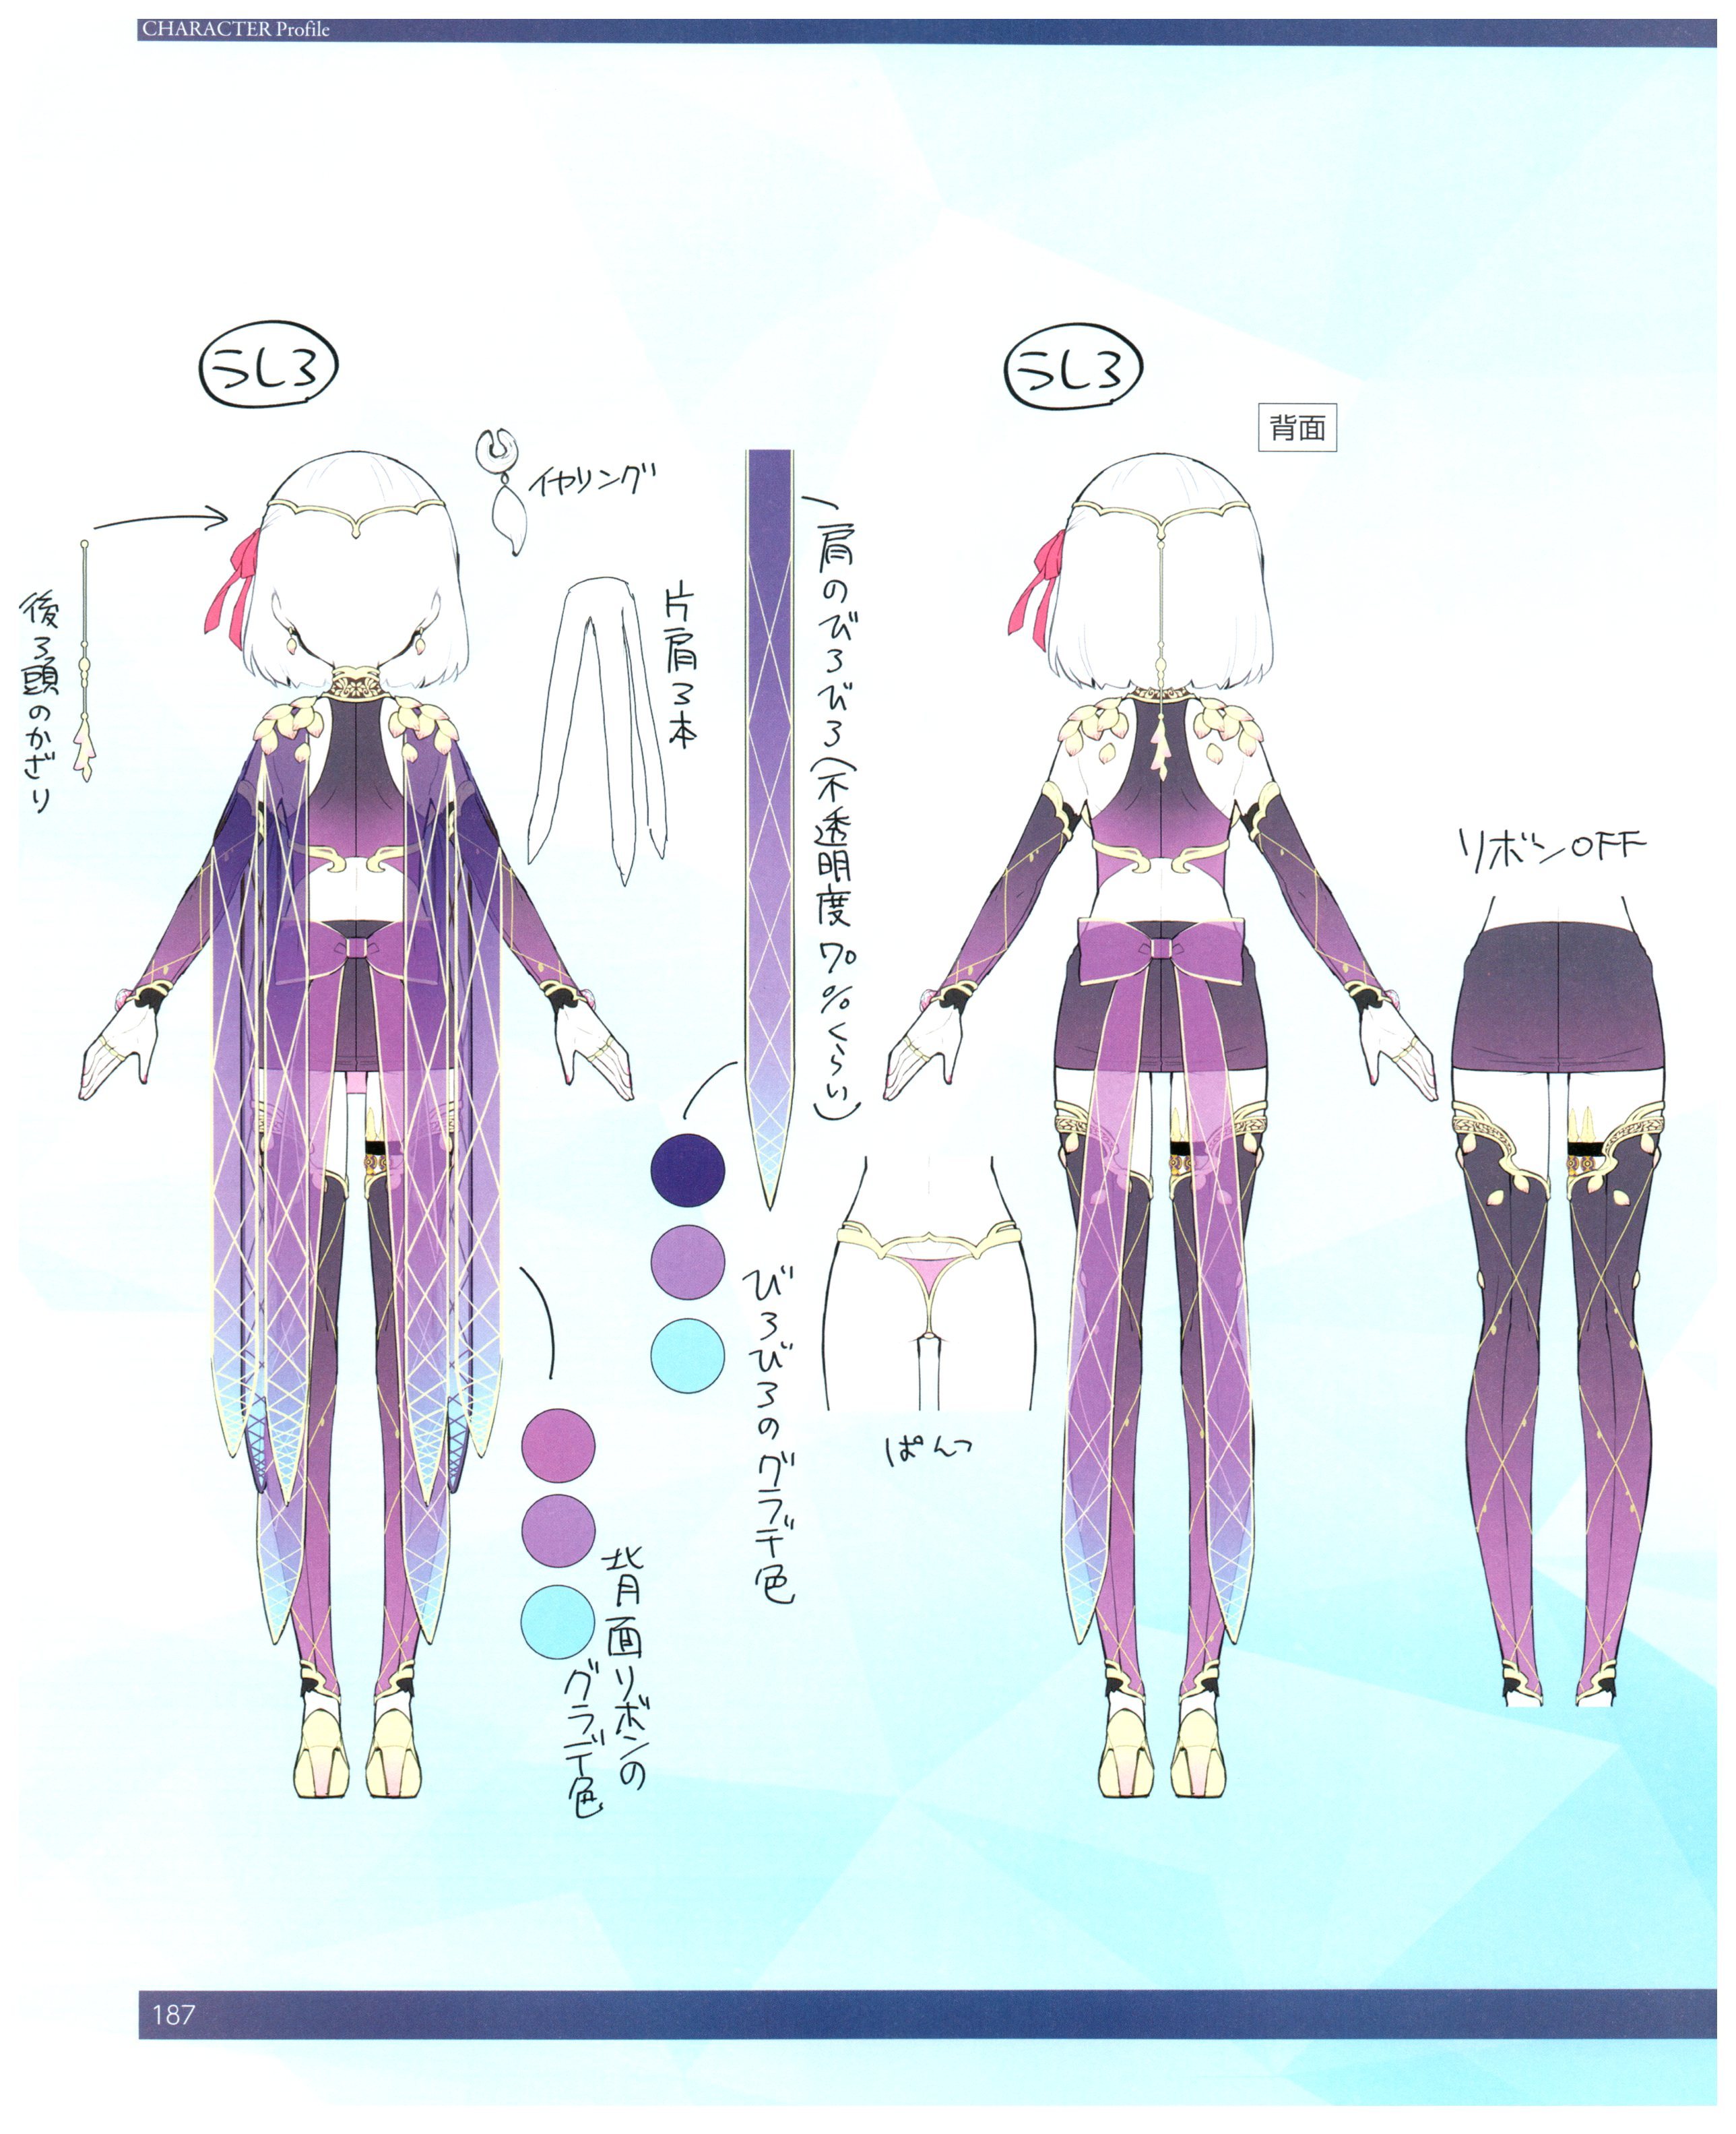 CHARACTER Profile
うしろ
うしろ
背面
イヤリング
後ろ頭のかざり
片肩3本
肩のびろびろ(不透明度70%くらい)
リボンOFF
びろびろのグラデ色
ぱんつ
背面リボンの
グラデ色
187